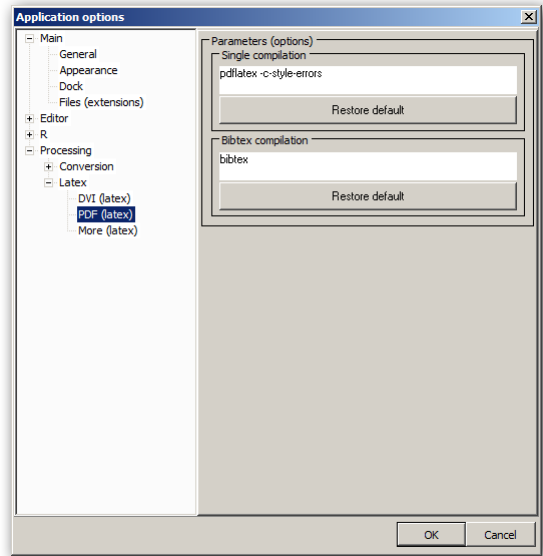 Application options
Main
General
Appearance
Dock
Files (extensions)
Editor
R
Processing
Conversion
Latex
DVI (latex)
PDF (latex)
More (latex)
Parameters (options)
Single compilation
pdflatex -c-style-errors
Restore default
Bibtex compilation
bibtex
Restore default
OK
Cancel